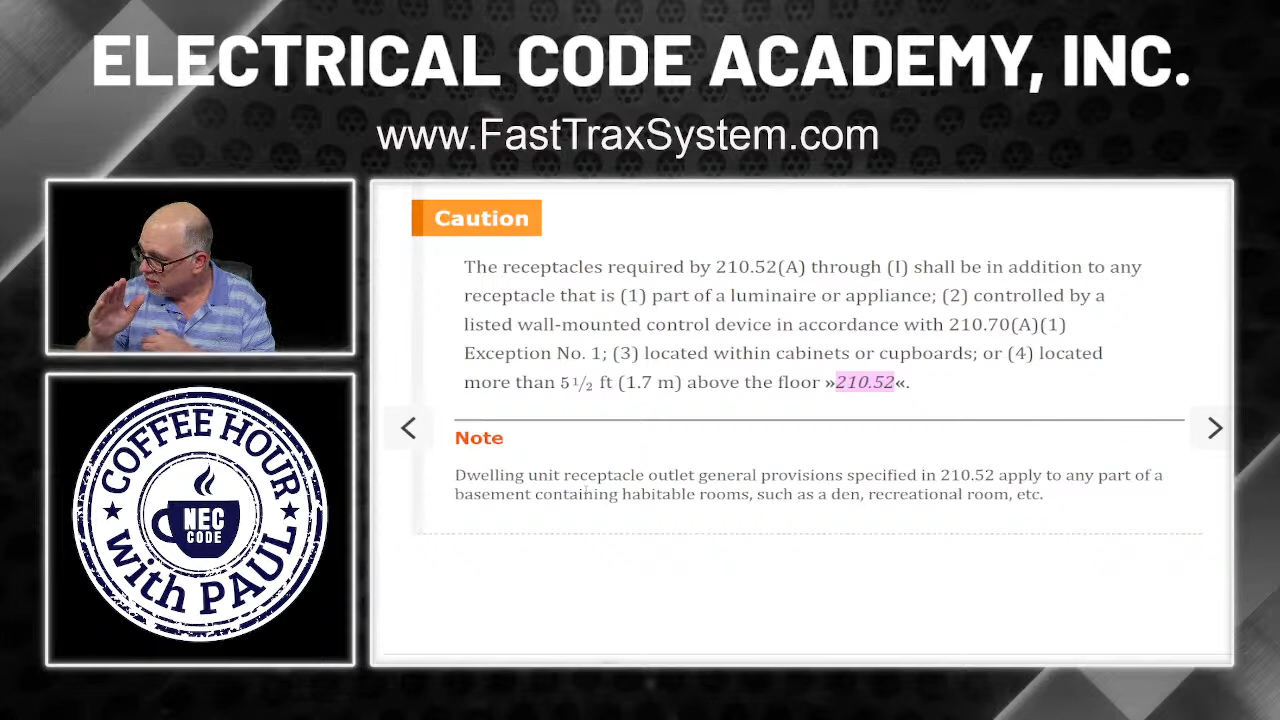 ELECTRICAL CODE ACADEMY, INC.
www.FastTraxSystem.com
Caution
The receptacles required by 210.52(A) through (I) shall be in addition to any
receptacle that is (1) part of a luminaire or appliance; (2) controlled by a
listed wall-mounted control device in accordance with 210.70(A)(1)
Exception No. 1; (3) located within cabinets or cupboards; or (4) located
more than 5 1/2 ft (1.7 m) above the floor »210.52«.
Note
Dwelling unit receptacle outlet general provisions specified in 210.52 apply to any part of a
basement containing habitable rooms, such as a den, recreational room, etc.
COFFEE HOUR
NEC
CODE
with PAUL